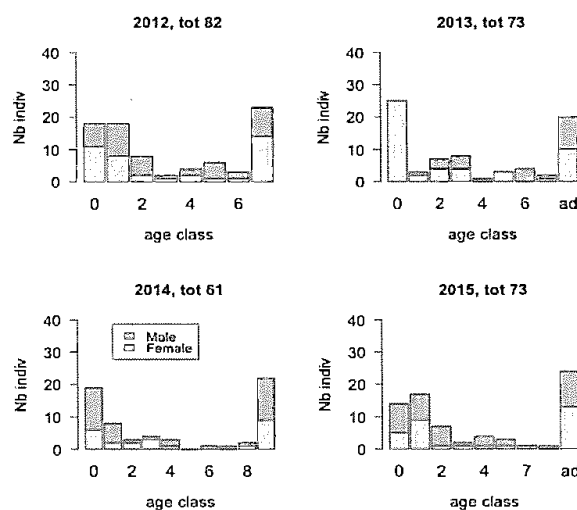 2012, tot 82
40
30
20
10
0
Nb indiv
0 2 4 6
age class
2013, tot 73
40
30
20
10
0
Nb indiv
0 2 4 6 ad
age class
2014, tot 61
40
30
20
10
0
Nb indiv
Male
Female
0 2 4 6 8
age class
2015, tot 73
40
30
20
10
0
Nb indiv
0 2 4 7 ad
age class